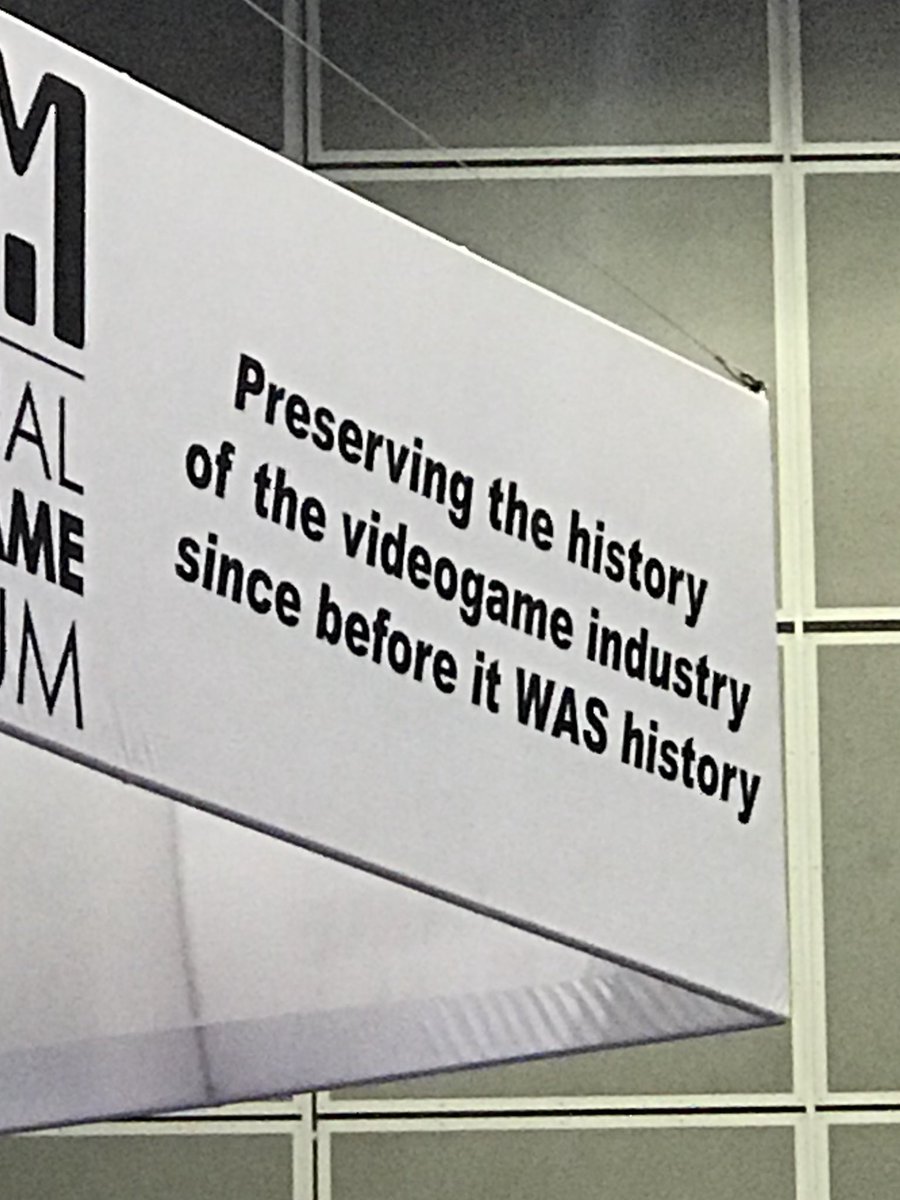 M
AL
AME
UM
Preserving the history
of the videogame industry
since before it WAS history